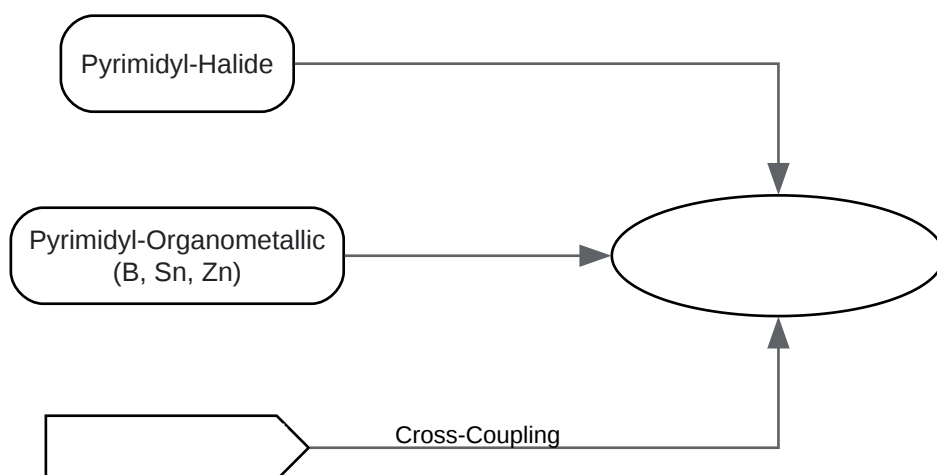 Pyrimidyl-Halide
Pyrimidyl-Organometallic
(B, Sn, Zn)
Cross-Coupling